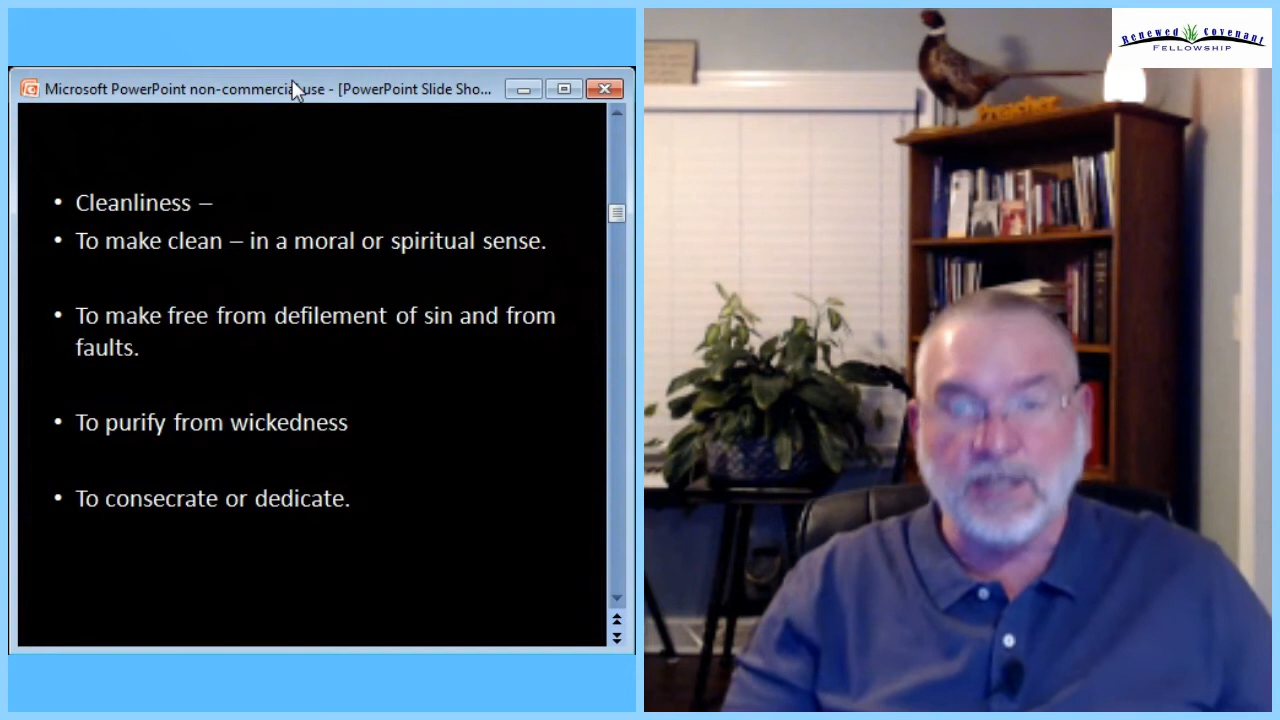 Microsoft PowerPoint non-commercial use - [PowerPoint Slide Sho...
• Cleanliness –
• To make clean – in a moral or spiritual sense.
• To make free from defilement of sin and from
faults.
• To purify from wickedness
• To consecrate or dedicate.
Renewed Covenant
FELLOWSHIP
Preacher